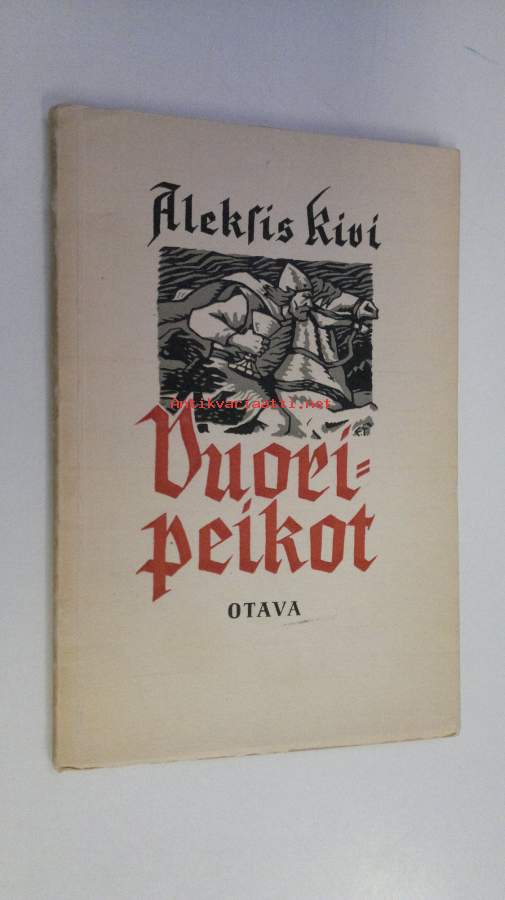 Aleksis Kivi
Antikvariaatti.net
Vuori-
peikot
OTAVA